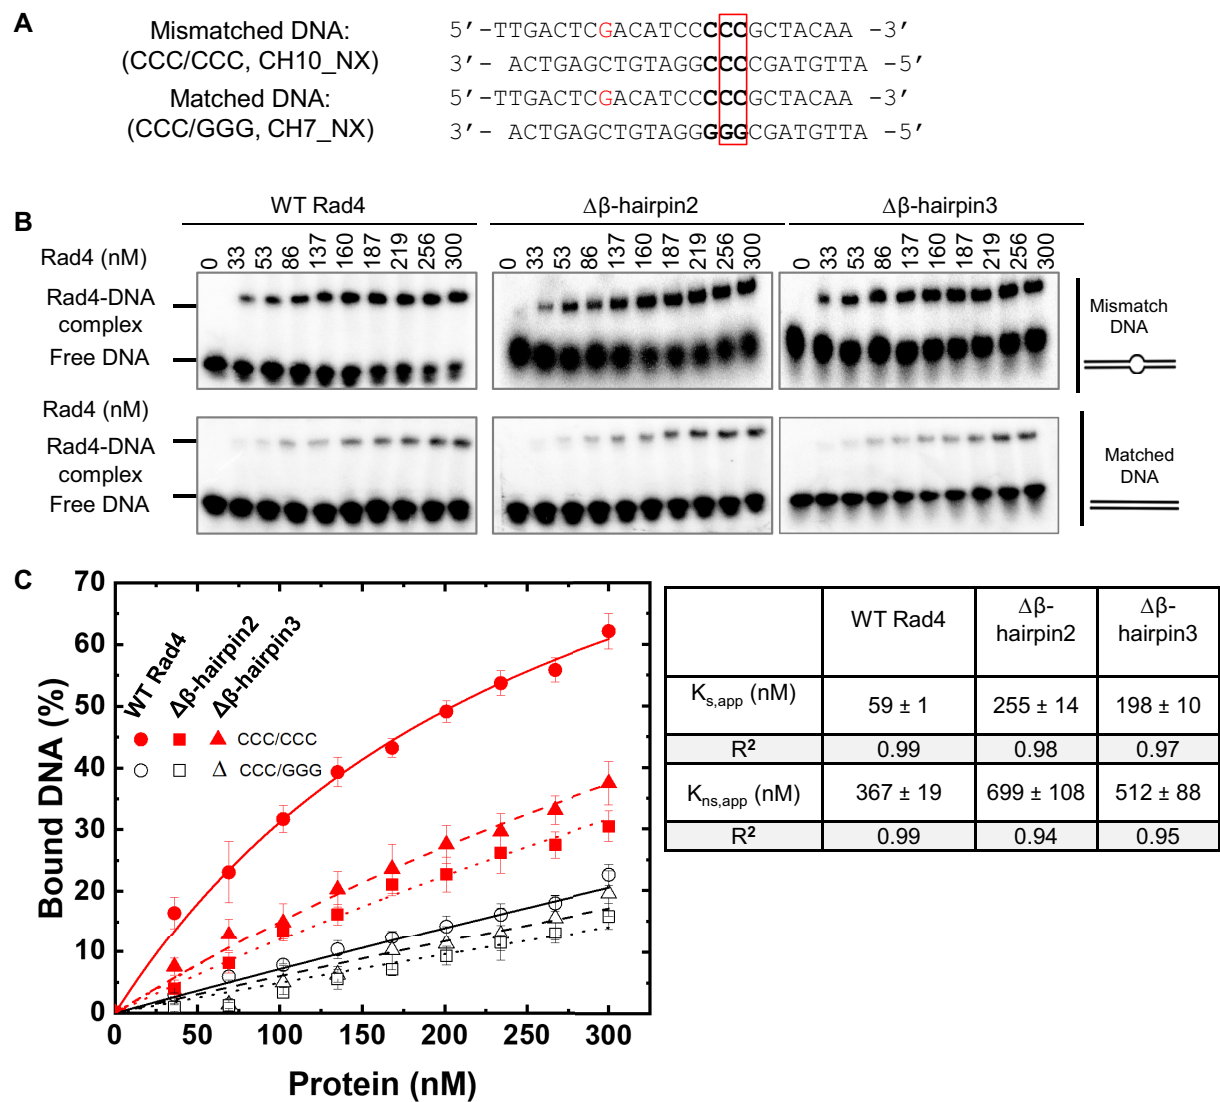 A
Mismatched DNA:
(CCC/CCC, CH10_NX)
5′-TTGACTCGACATCCCCCCGCTACAA -3′
3′- ACTGAGCTGTAGGCCCCGATGTTA -5′
Matched DNA:
(CCC/GGG, CH7_NX)
5′-TTGACTCGACATCCCCCCGCTACAA -3′
3′- ACTGAGCTGTAGGGGGCGATGTTA -5′
B
WT Rad4
Δβ-hairpin2
Δβ-hairpin3
Rad4 (nM)
0 33 53 86 137 160 187 219 256 300
0 33 53 86 137 160 187 219 256 300
0 33 53 86 137 160 187 219 256 300
Rad4-DNA
complex
Free DNA
Mismatch
DNA
Rad4 (nM)
Rad4-DNA
complex
Free DNA
Matched
DNA
C
Bound DNA (%)
70
60
50
40
30
20
10
0
WT Rad4
Δβ-hairpin2
Δβ-hairpin3
CCC/CCC
CCC/GGG
0 50 100 150 200 250 300
Protein (nM)
WT Rad4 Δβ-hairpin2 Δβ-hairpin3
Ks,app (nM) 59 ± 1 255 ± 14 198 ± 10
R² 0.99 0.98 0.97
Kns,app (nM) 367 ± 19 699 ± 108 512 ± 88
R² 0.99 0.94 0.95